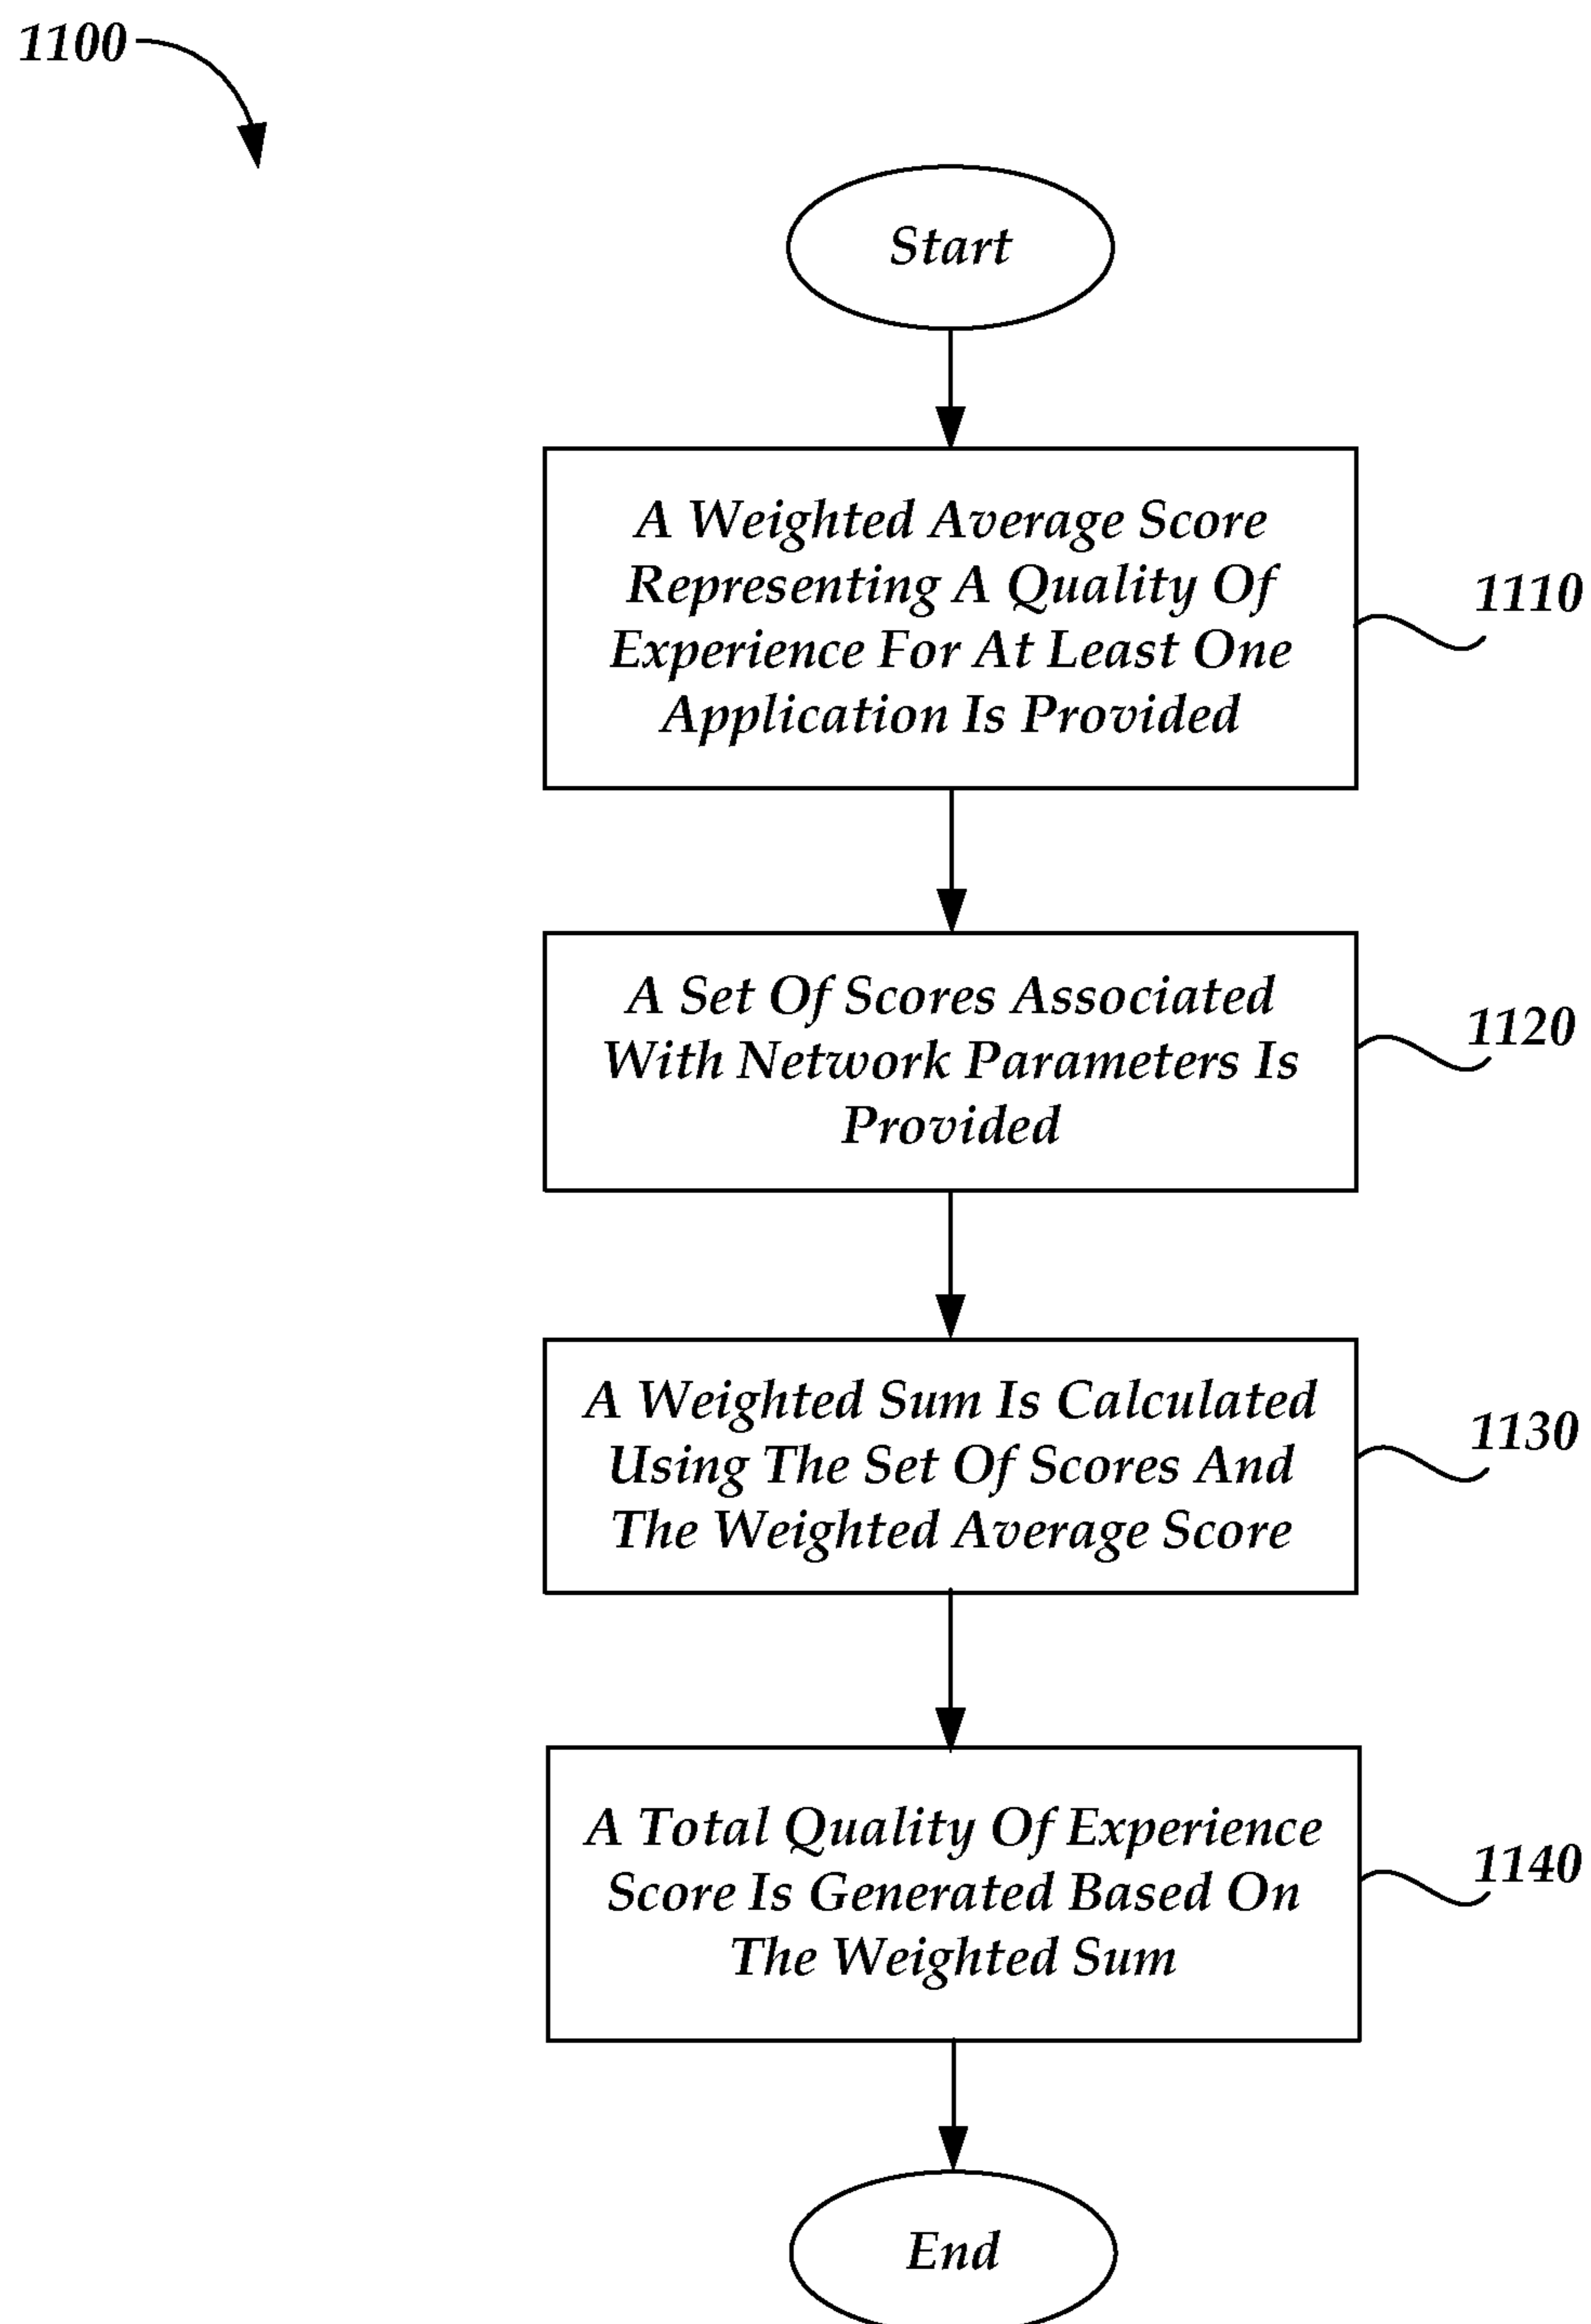 1100
Start
A Weighted Average Score
Representing A Quality Of
Experience For At Least One
Application Is Provided
1110
A Set Of Scores Associated
With Network Parameters Is
Provided
1120
A Weighted Sum Is Calculated
Using The Set Of Scores And
The Weighted Average Score
1130
A Total Quality Of Experience
Score Is Generated Based On
The Weighted Sum
1140
End